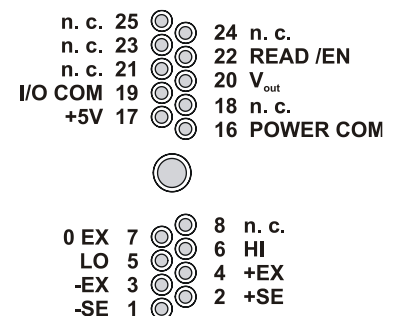 n. c. 25
24 n. c.
n. c. 23
22 READ /EN
n. c. 21
20 Vout
I/O COM 19
18 n. c.
+5V 17
16 POWER COM
8 n. c.
0 EX 7
6 HI
LO 5
4 +EX
-EX 3
2 +SE
-SE 1